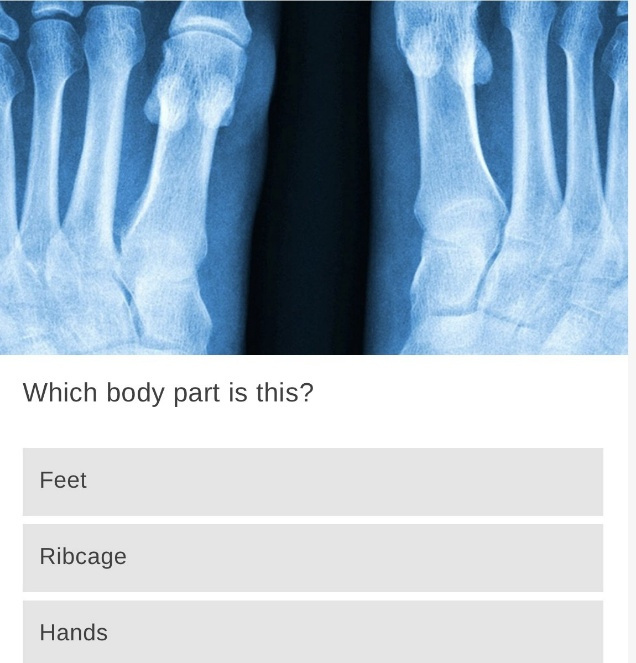 Which body part is this?
Feet
Ribcage
Hands